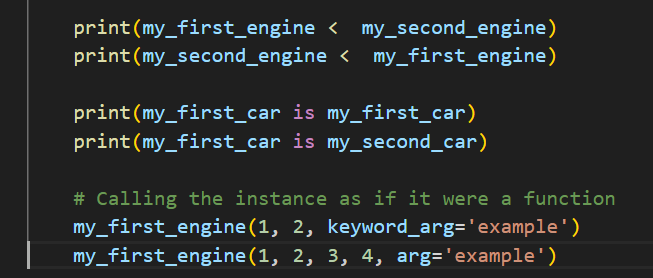 print(my_first_engine <  my_second_engine)
print(my_second_engine <  my_first_engine)
print(my_first_car is my_first_car)
print(my_first_car is my_second_car)
# Calling the instance as if it were a function
my_first_engine(1, 2, keyword_arg='example')
my_first_engine(1, 2, 3, 4, arg='example')